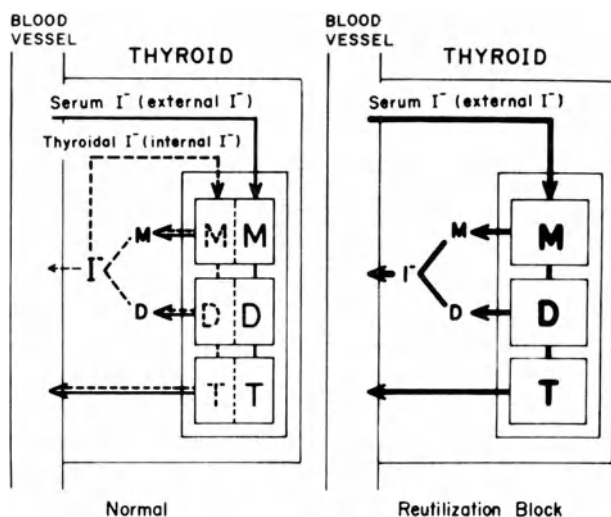 BLOOD
VESSEL
THYROID
Serum I⁻ (external I⁻)
Thyroidal I⁻ (internal I⁻)
M
M M
I⁻
D
D D
T T
Normal
BLOOD
VESSEL
THYROID
Serum I⁻ (external I⁻)
M
M
I⁻
D
D
T
Reutilization Block